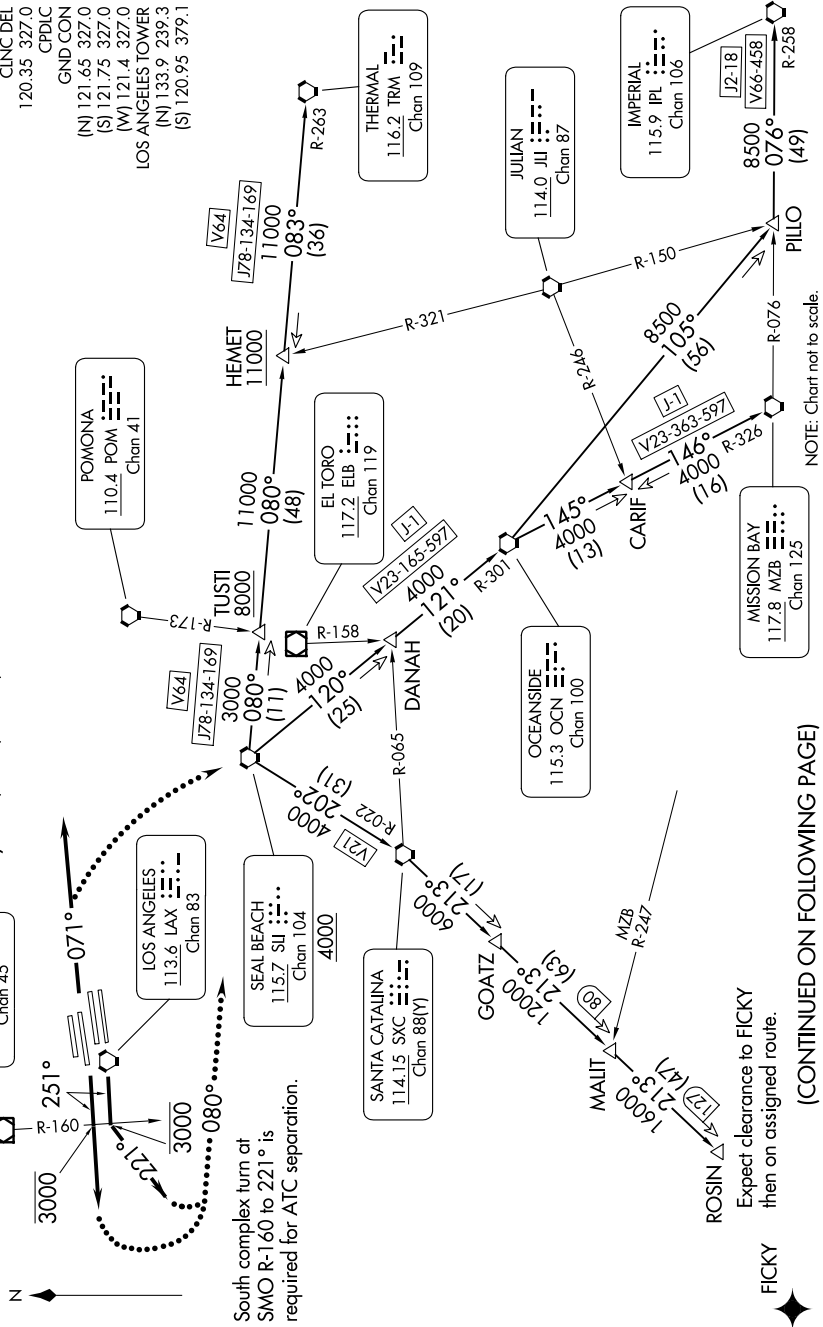 CLNC DEL
120.35 327.0
CPDLC
GND CON
(N) 121.65 327.0
(S) 121.75 327.0
(W) 121.4 327.0
LOS ANGELES TOWER
(N) 133.9 239.3
(S) 120.95 379.1
Chan 45
N
R-160
3000
251°
071°
3000
221°
080°
South complex turn at
SMO R-160 to 221° is
required for ATC separation.
LOS ANGELES
113.6 LAX
Chan 83
POMONA
110.4 POM
Chan 41
R-173
SEAL BEACH
115.7 SLI
Chan 104
4000
V64
J78-134-169
3000
080°
(11)
TUSTI
8000
11000
080°
(48)
HEMET
11000
V64
J78-134-169
11000
083°
(36)
R-263
THERMAL
116.2 TRM
Chan 109
EL TORO
117.2 ELB
Chan 119
R-158
4000
120°
(25)
DANAH
J-1
V23-165-597
4000
121°
(20)
R-301
R-065
4000
202°
(31)
R-022
V21
SANTA CATALINA
114.15 SXC
Chan 88(Y)
6000
213°
(17)
GOATZ
12000
213°
(63)
80
MALIT
MZB
R-247
16000
213°
(47)
127
ROSIN
OCEANSIDE
115.3 OCN
Chan 100
145°
4000
(13)
CARIF
J-1
V23-363-597
146°
4000
(16)
R-326
MISSION BAY
117.8 MZB
Chan 125
JULIAN
114.0 JLI
Chan 87
R-321
R-246
R-150
8500
105°
(56)
R-076
PILLO
IMPERIAL
115.9 IPL
Chan 106
J2-18
V66-458
8500
076°
(49)
R-258
NOTE: Chart not to scale.
FICKY
Expect clearance to FICKY
then on assigned route.
(CONTINUED ON FOLLOWING PAGE)